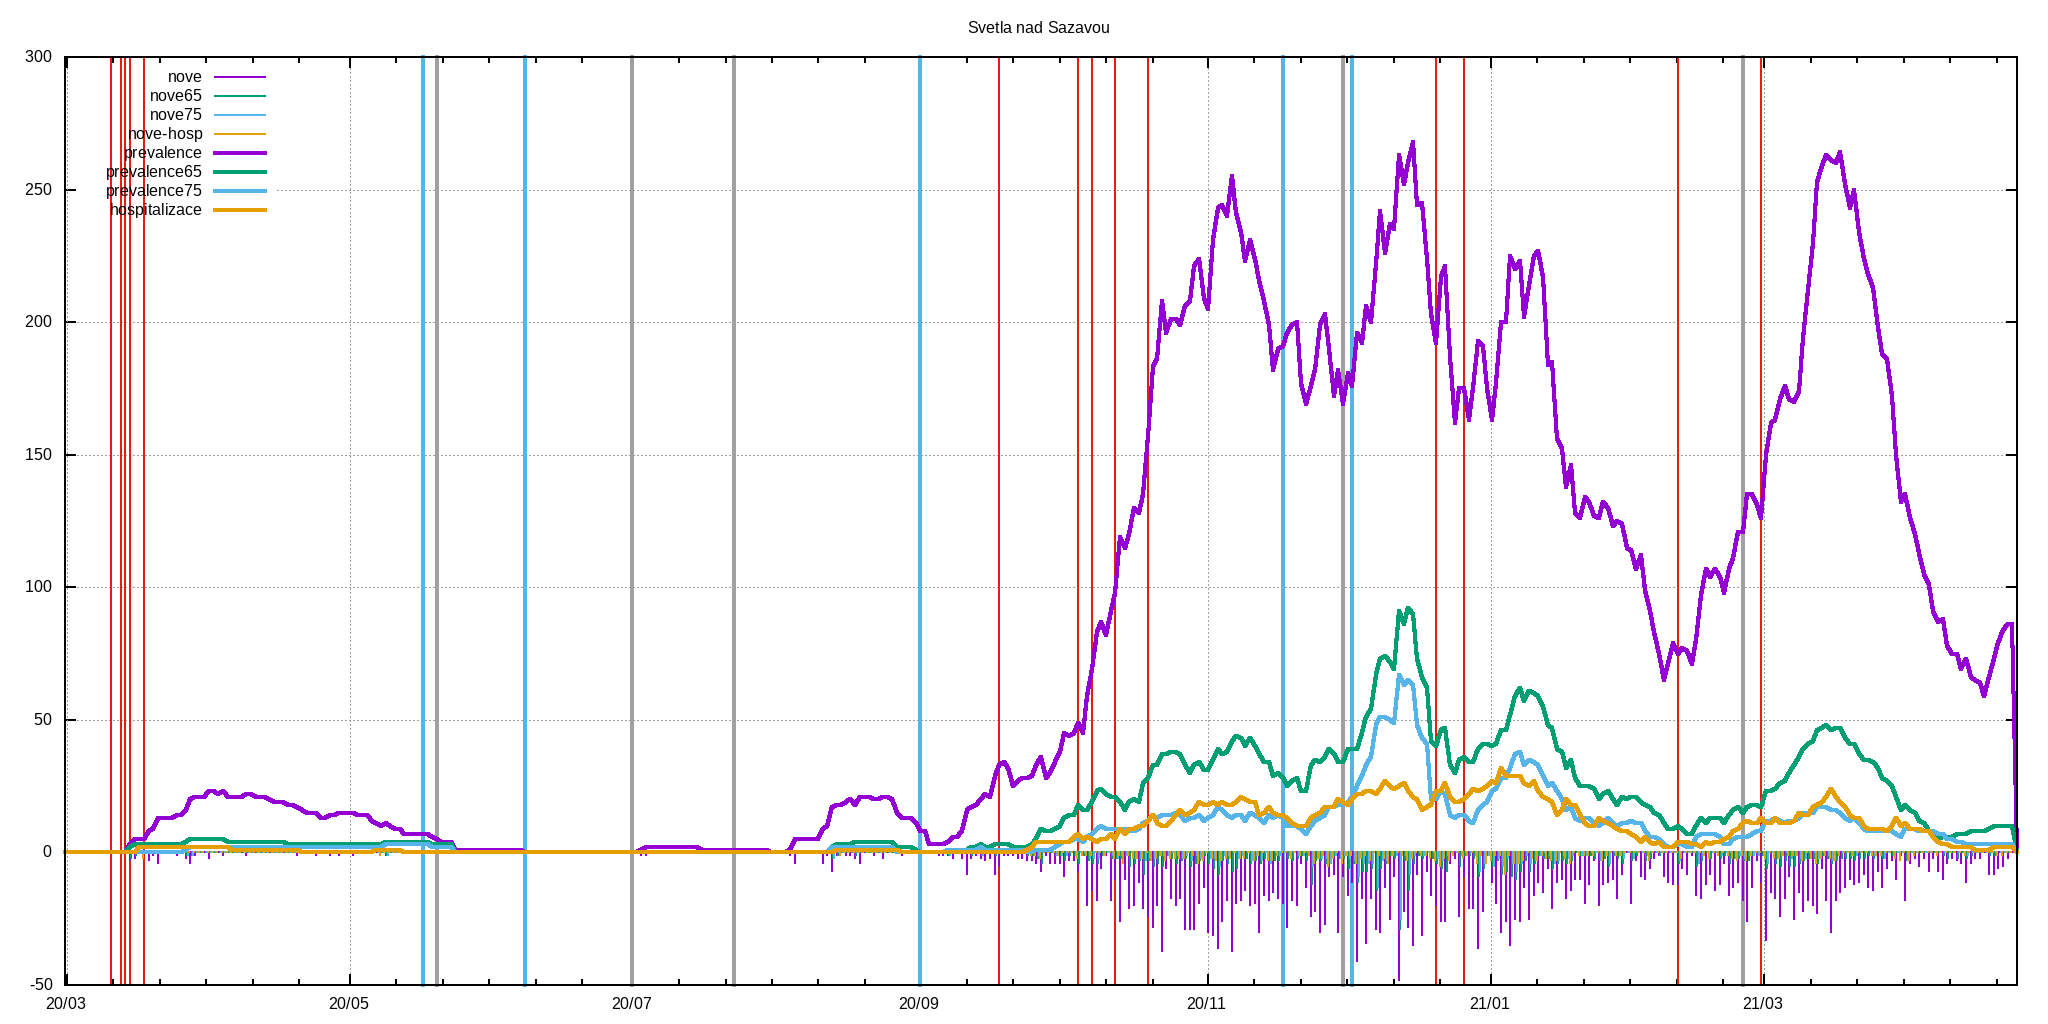 Svetla nad Sazavou
300
250
200
150
100
50
0
-50
nove
nove65
nove75
nove-hosp
prevalence
prevalence65
prevalence75
hospitalizace
20/03 20/05 20/07 20/09 20/11 21/01 21/03